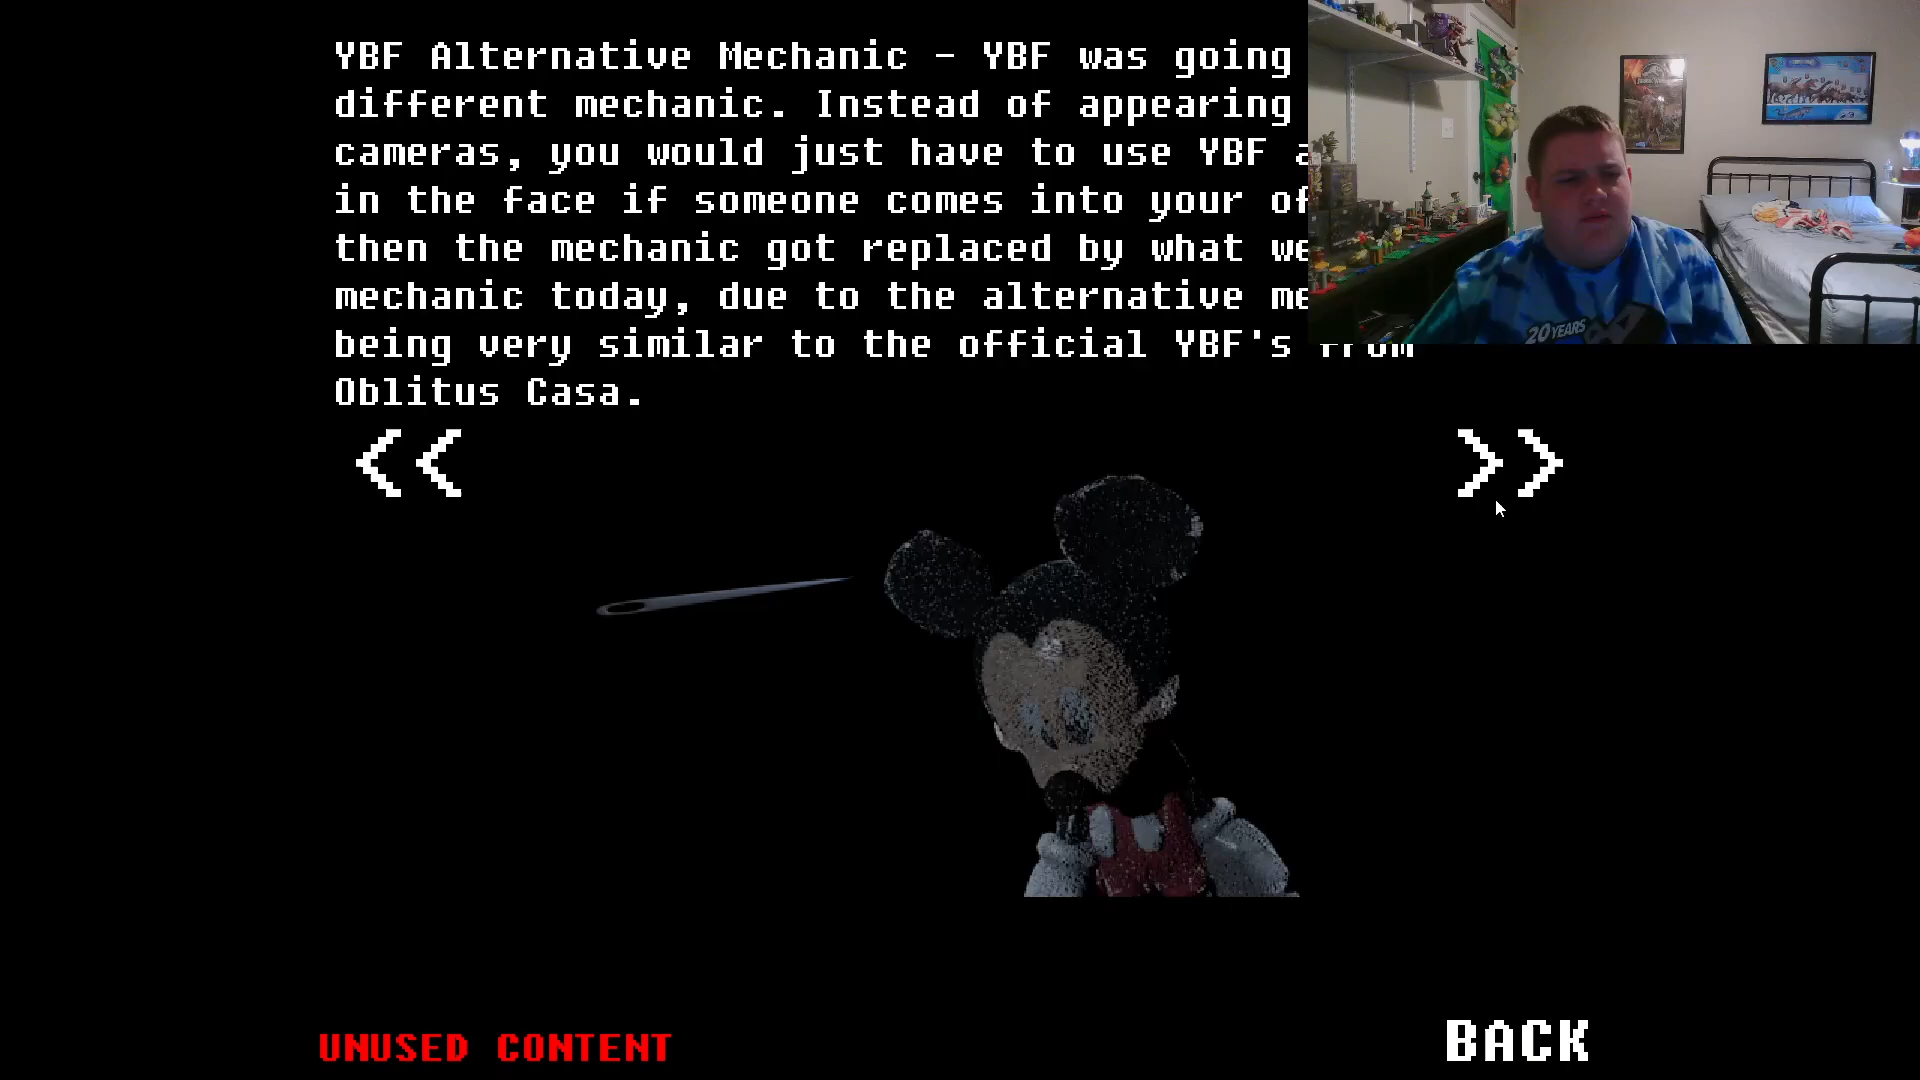 YBF Alternative Mechanic - YBF was going
different mechanic. Instead of appearing
cameras, you would just have to use YBF
in the face if someone comes into your
then the mechanic got replaced by what
mechanic today, due to the alternative
being very similar to the official YBF's from
Oblitus Casa.
<< >>
20 YEARS
UNUSED CONTENT
BACK